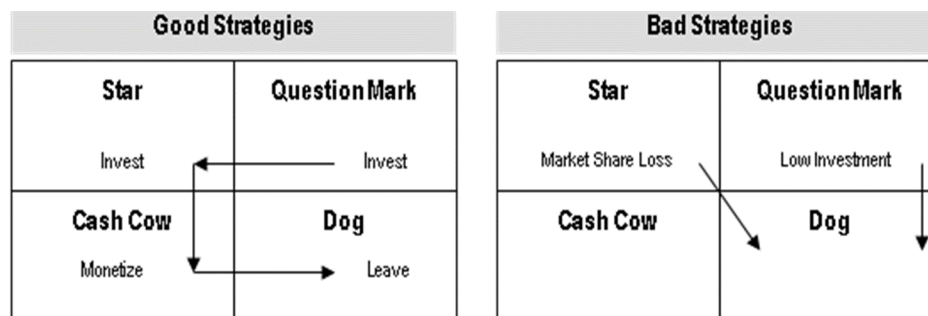 Good Strategies
Star
Question Mark
Invest
Invest
Cash Cow
Dog
Monetize
Leave
Bad Strategies
Star
Question Mark
Market Share Loss
Low Investment
Cash Cow
Dog